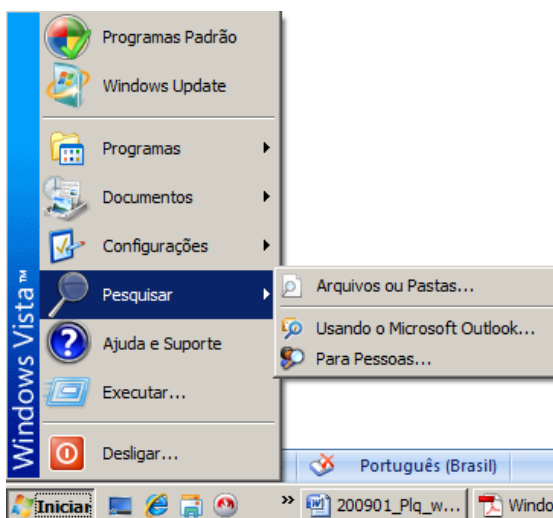 Programas Padrão
Windows Update
Programas
Documentos
Configurações
Pesquisar
Ajuda e Suporte
Executar...
Desligar...
Windows Vista™
Arquivos ou Pastas...
Usando o Microsoft Outlook...
Para Pessoas...
Português (Brasil)
Iniciar
»
200901_Plq_w...
Windo